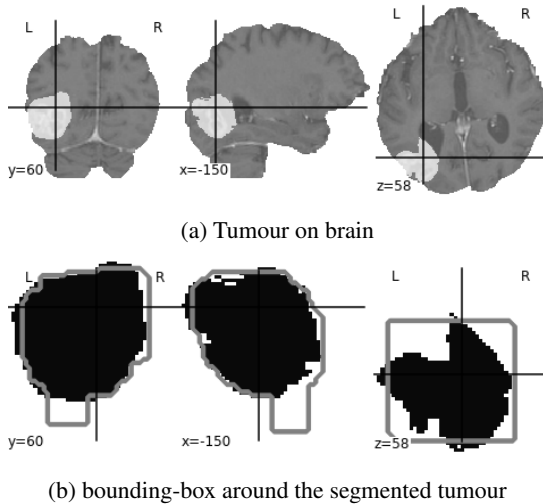 L R
L R
y=60
x=-150
z=58
(a) Tumour on brain
L R
L R
y=60
x=-150
z=58
(b) bounding-box around the segmented tumour